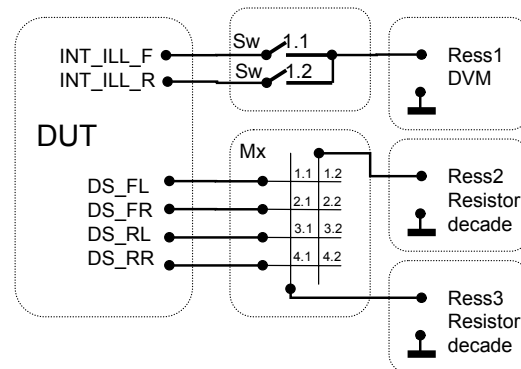 INT_ILL_F
INT_ILL_R
DUT
DS_FL
DS_FR
DS_RL
DS_RR
Sw 1.1
Sw 1.2
Mx
1.1 1.2
2.1 2.2
3.1 3.2
4.1 4.2
Ress1
DVM
Ress2
Resistor
decade
Ress3
Resistor
decade